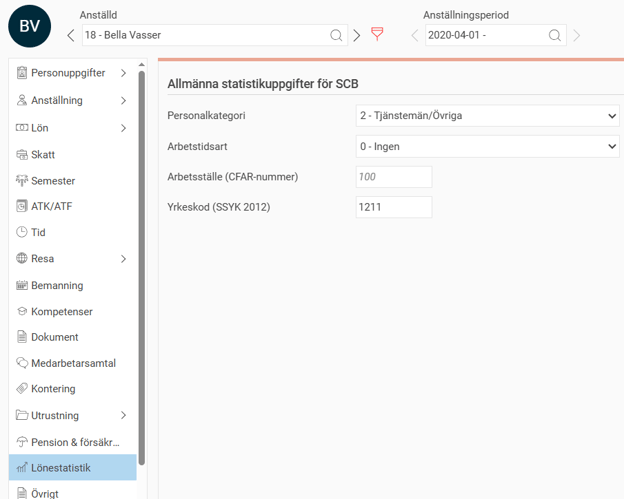 BV
Anställd
18 - Bella Vasser
Anställningsperiod
2020-04-01 -
Personuppgifter
Anställning
Lön
Skatt
Semester
ATK/ATF
Tid
Resa
Bemanning
Kompetenser
Dokument
Medarbetarsamtal
Kontering
Utrustning
Pension & försäkr...
Lönestatistik
Övrigt
Allmänna statistikuppgifter för SCB
Personalkategori
2 - Tjänstemän/Övriga
Arbetstidsart
0 - Ingen
Arbetsställe (CFAR-nummer)
100
Yrkeskod (SSYK 2012)
1211